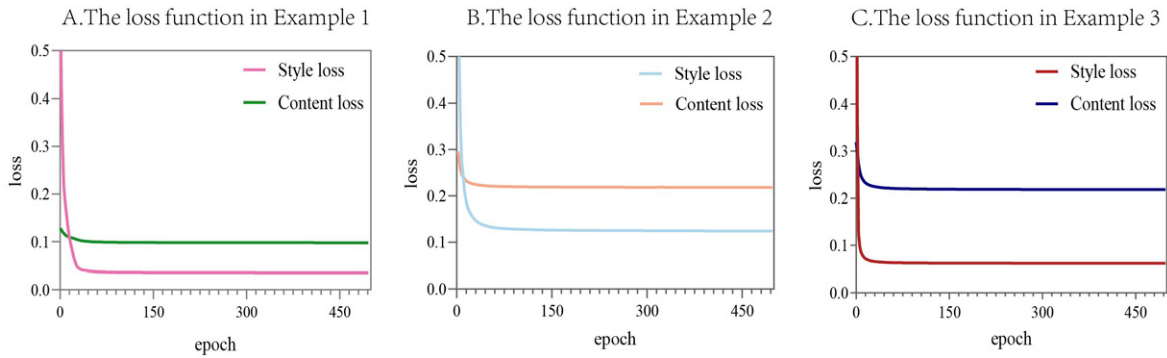 A.The loss function in Example 1
0.5
0.4
0.3
0.2
0.1
0.0
loss
Style loss
Content loss
0
150
300
450
epoch
B.The loss function in Example 2
0.5
0.4
0.3
0.2
0.1
0.0
loss
Style loss
Content loss
0
150
300
450
epoch
C.The loss function in Example 3
0.5
0.4
0.3
0.2
0.1
0.0
loss
Style loss
Content loss
0
150
300
450
epoch